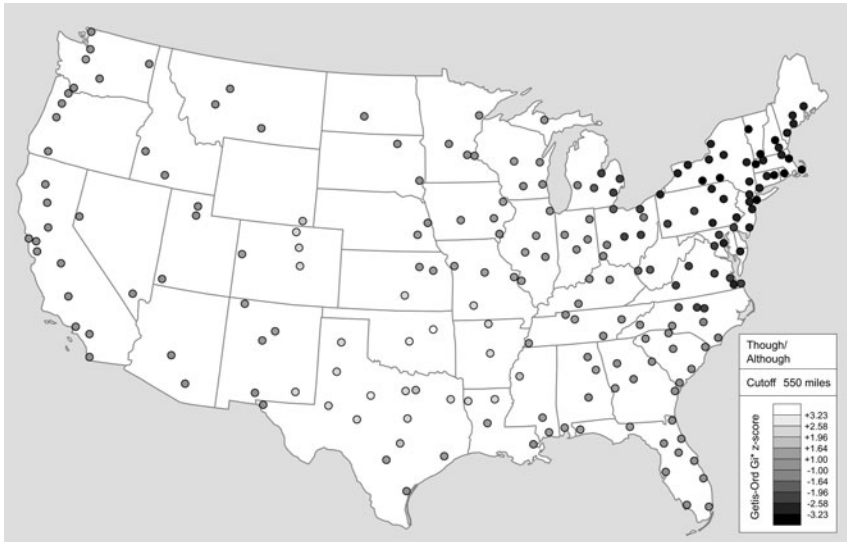 Though/
Although
Cutoff 550 miles
Getis-Ord Gi* z-score
+3.23
+2.58
+1.96
+1.64
+1.00
-1.00
-1.64
-1.96
-2.58
-3.23